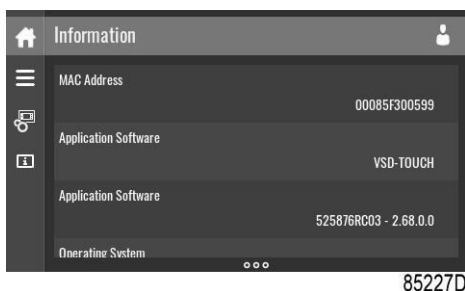 Information
MAC Address
00085F300599
Application Software
VSD-TOUCH
Application Software
525876RC03 - 2.68.0.0
Operating System
85227D